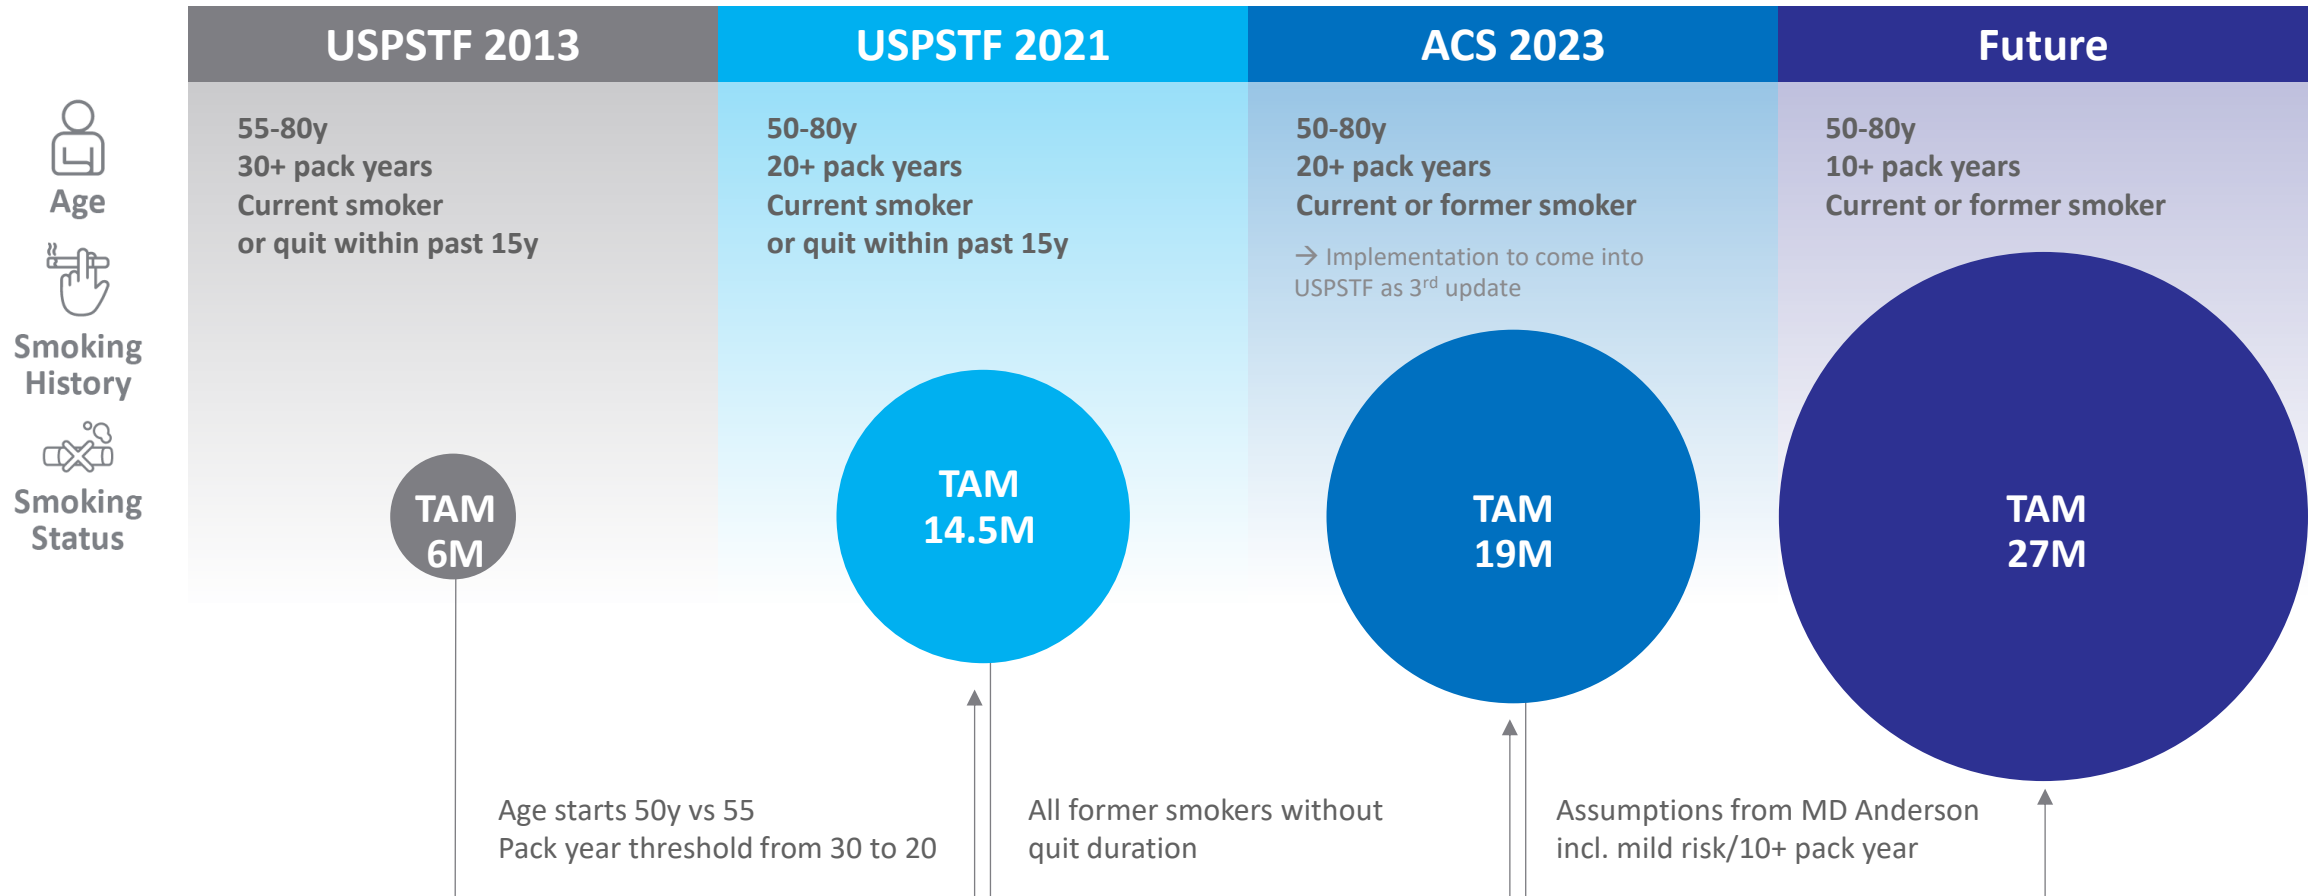 USPSTF 2013
USPSTF 2021
ACS 2023
Future
Age
Smoking
History
Smoking
Status
55-80y
30+ pack years
Current smoker
or quit within past 15y
50-80y
20+ pack years
Current smoker
or quit within past 15y
50-80y
20+ pack years
Current or former smoker
→ Implementation to come into
USPSTF as 3rd update
50-80y
10+ pack years
Current or former smoker
TAM
6M
TAM
14.5M
TAM
19M
TAM
27M
Age starts 50y vs 55
Pack year threshold from 30 to 20
All former smokers without
quit duration
Assumptions from MD Anderson
incl. mild risk/10+ pack year